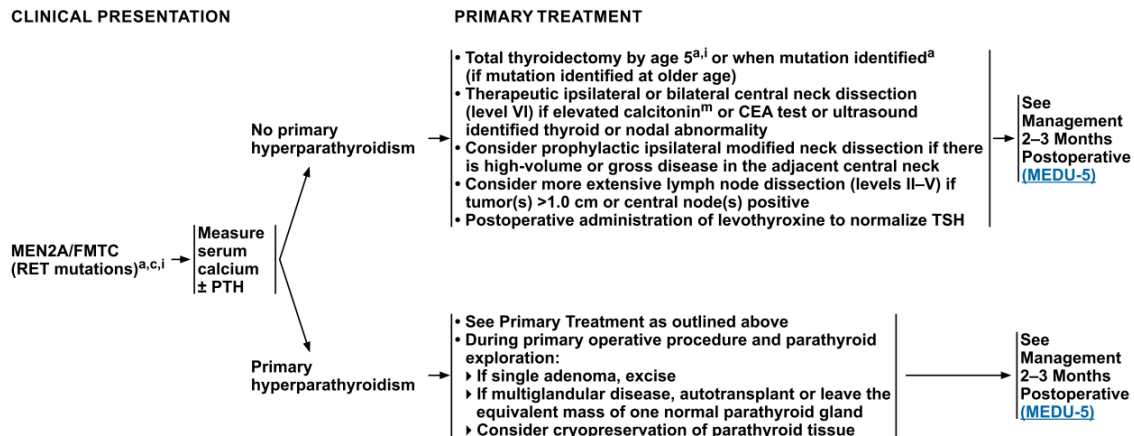 CLINICAL PRESENTATION
PRIMARY TREATMENT
• Total thyroidectomy by age 5a,i or when mutation identifieda
(if mutation identified at older age)
• Therapeutic ipsilateral or bilateral central neck dissection
(level VI) if elevated calcitoninm or CEA test or ultrasound
identified thyroid or nodal abnormality
• Consider prophylactic ipsilateral modified neck dissection if there
is high-volume or gross disease in the adjacent central neck
• Consider more extensive lymph node dissection (levels II–V) if
tumor(s) >1.0 cm or central node(s) positive
• Postoperative administration of levothyroxine to normalize TSH
See
Management
2–3 Months
Postoperative
(MEDU-5)
No primary
hyperparathyroidism
MEN2A/FMTC
(RET mutations)a,c,i
Measure
serum
calcium
± PTH
Primary
hyperparathyroidism
• See Primary Treatment as outlined above
• During primary operative procedure and parathyroid
exploration:
▸ If single adenoma, excise
▸ If multiglandular disease, autotransplant or leave the
equivalent mass of one normal parathyroid gland
▸ Consider cryopreservation of parathyroid tissue
See
Management
2–3 Months
Postoperative
(MEDU-5)